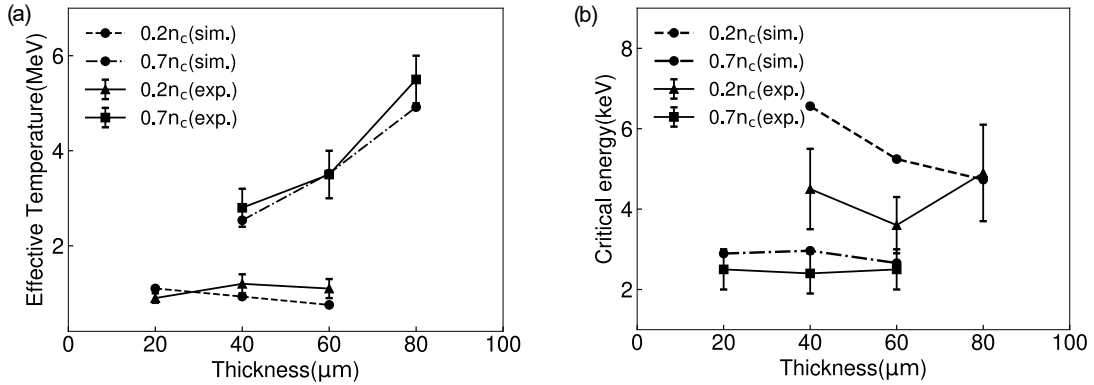 (a)
0.2n_c(sim.)
0.7n_c(sim.)
0.2n_c(exp.)
0.7n_c(exp.)
Effective Temperature(MeV)
6
4
2
0 20 40 60 80 100
Thickness(μm)
(b)
0.2n_c(sim.)
0.7n_c(sim.)
0.2n_c(exp.)
0.7n_c(exp.)
Critical energy(keV)
8
6
4
2
0 20 40 60 80 100
Thickness(μm)